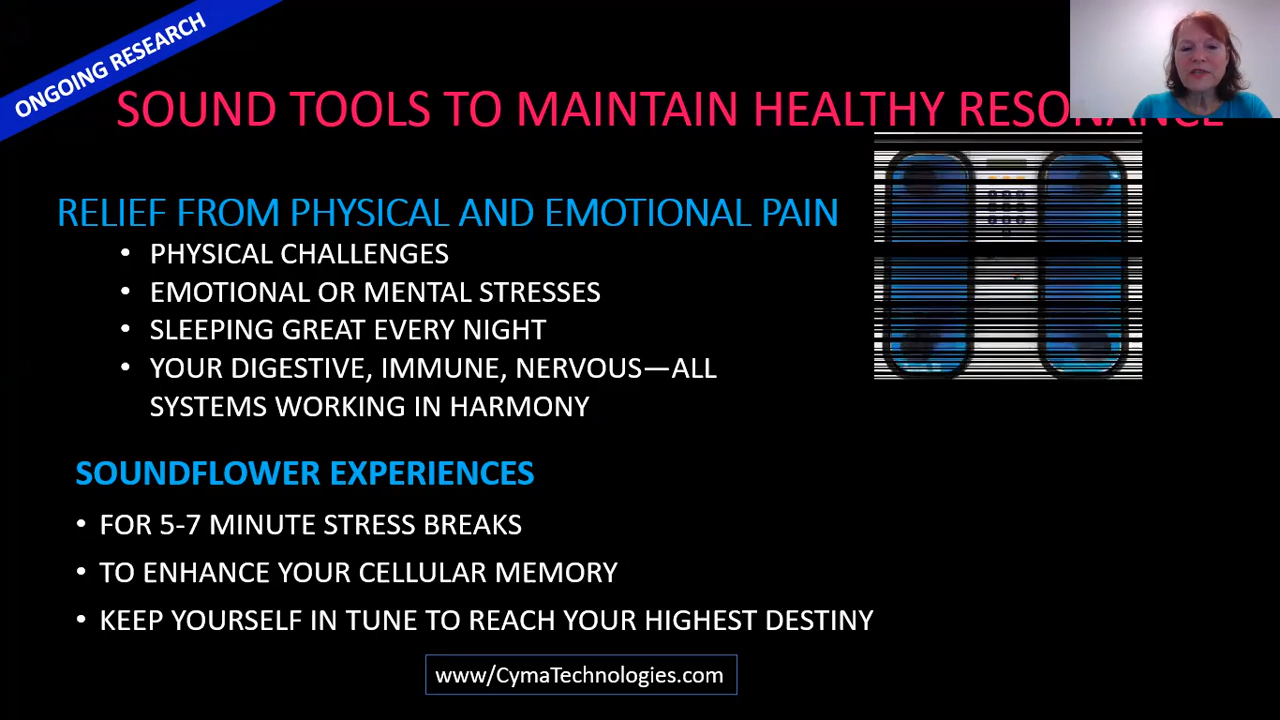 ONGOING RESEARCH
SOUND TOOLS TO MAINTAIN HEALTHY RESONANCE
RELIEF FROM PHYSICAL AND EMOTIONAL PAIN
• PHYSICAL CHALLENGES
• EMOTIONAL OR MENTAL STRESSES
• SLEEPING GREAT EVERY NIGHT
• YOUR DIGESTIVE, IMMUNE, NERVOUS—ALL
SYSTEMS WORKING IN HARMONY
SOUNDFLOWER EXPERIENCES
• FOR 5-7 MINUTE STRESS BREAKS
• TO ENHANCE YOUR CELLULAR MEMORY
• KEEP YOURSELF IN TUNE TO REACH YOUR HIGHEST DESTINY
www/CymaTechnologies.com